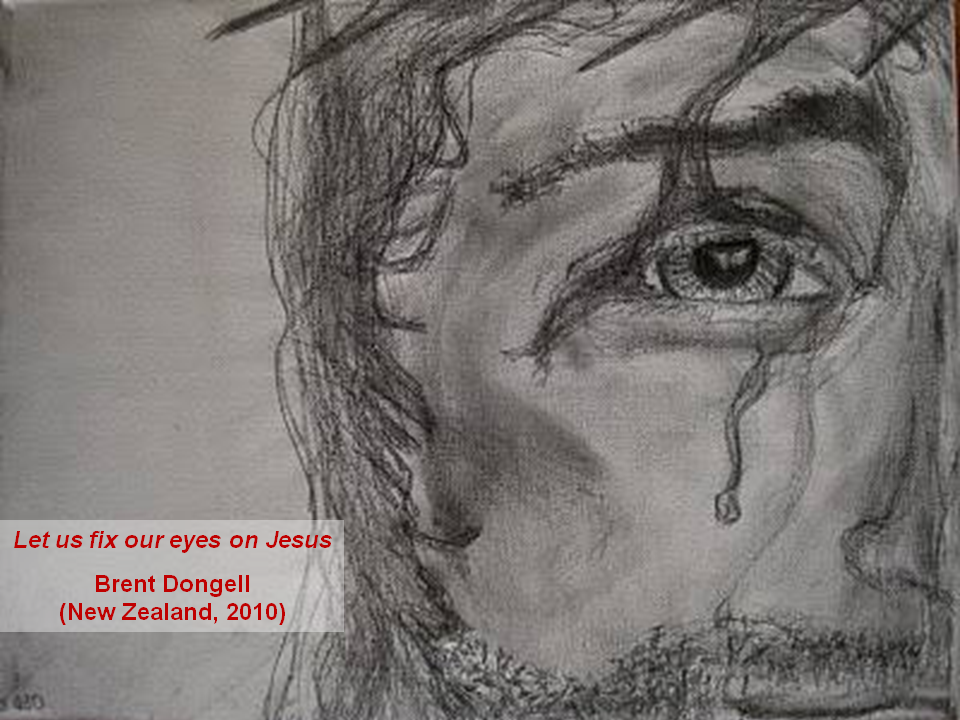 Let us fix our eyes on Jesus
Brent Dongell
(New Zealand, 2010)